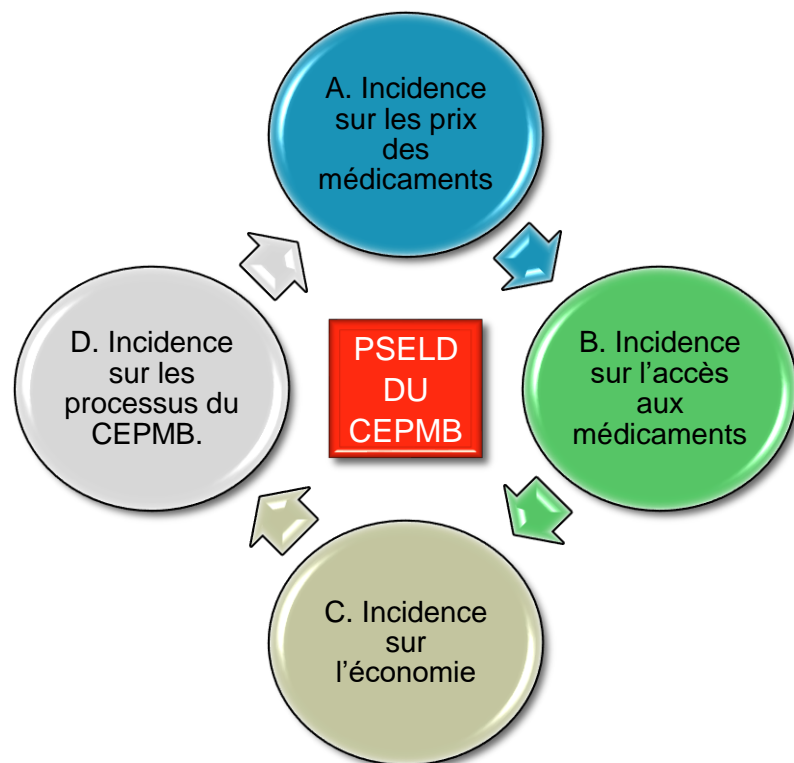 A. Incidence
sur les prix
des
médicaments
B. Incidence
sur l'accès
aux
médicaments
C. Incidence
sur
l'économie
D. Incidence
sur les
processus du
CEPMB.
PSELD
DU
CEPMB